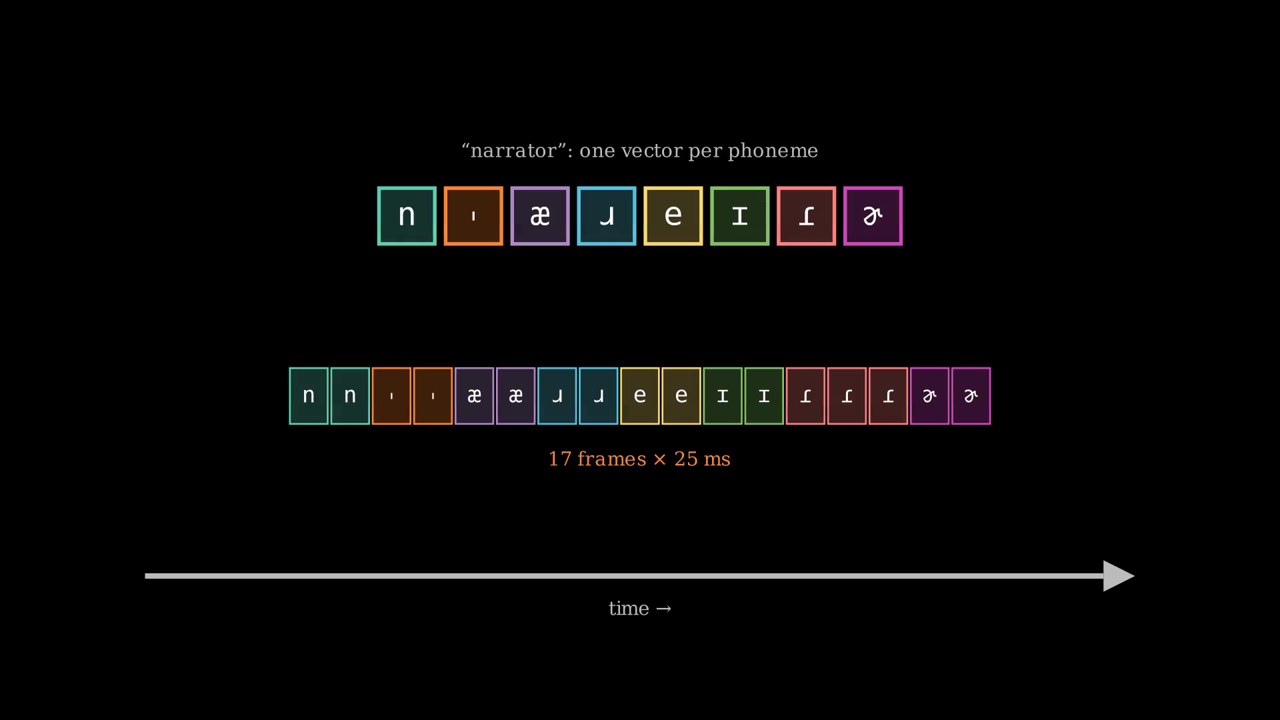 “narrator”: one vector per phoneme
n ˈ æ ɹ e ɪ ɾ ɚ
n n ˈ ˈ æ æ ɹ ɹ e e ɪ ɪ ɾ ɾ ɾ ɚ ɚ
17 frames × 25 ms
time →